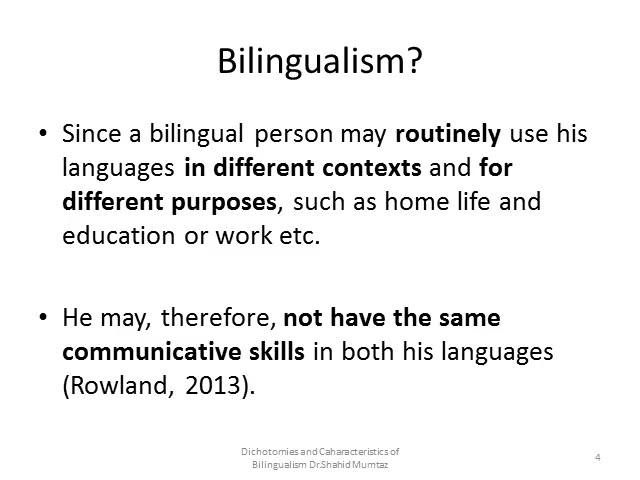 Bilingualism?
• Since a bilingual person may routinely use his
languages in different contexts and for
different purposes, such as home life and
education or work etc.
• He may, therefore, not have the same
communicative skills in both his languages
(Rowland, 2013).
Dichotomies and Caharacteristics of
Bilingualism Dr.Shahid Mumtaz
4